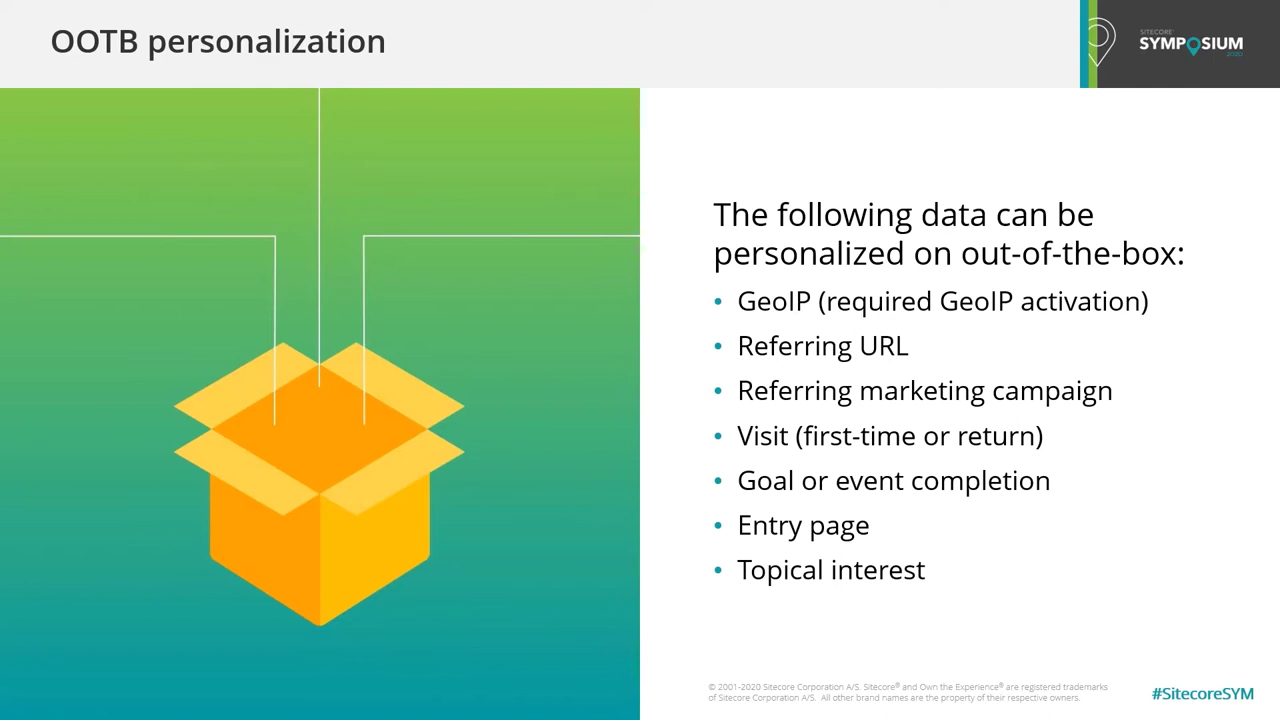 OOTB personalization
SITECORE
SYMPOSIUM
2020
The following data can be
personalized on out-of-the-box:
• GeoIP (required GeoIP activation)
• Referring URL
• Referring marketing campaign
• Visit (first-time or return)
• Goal or event completion
• Entry page
• Topical interest
© 2001-2020 Sitecore Corporation A/S. Sitecore® and Own the Experience® are registered trademarks
of Sitecore Corporation A/S. All other brand names are the property of their respective owners.
#SitecoreSYM